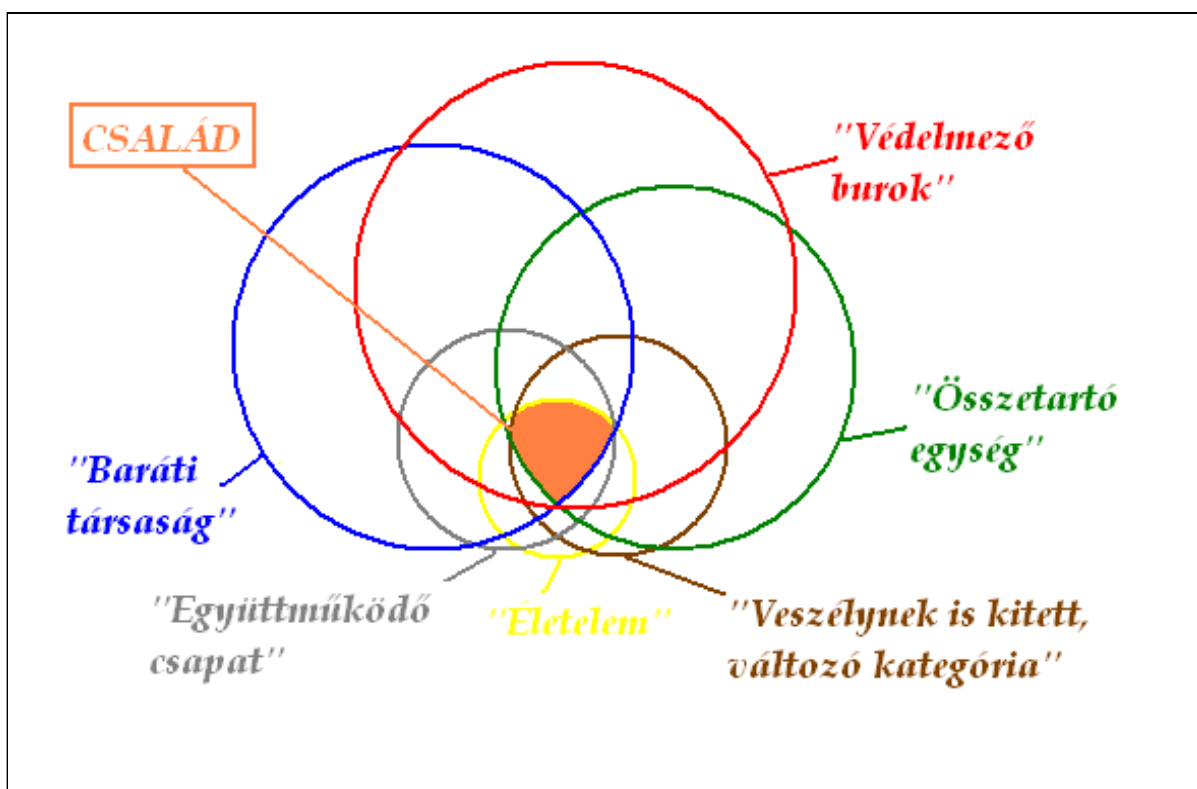 CSALÁD
"Védelmező
burok"
"Összetartó
egység"
"Baráti
társaság"
"Együttműködő
csapat"
"Életelem"
"Veszélynek is kitett,
változó kategória"